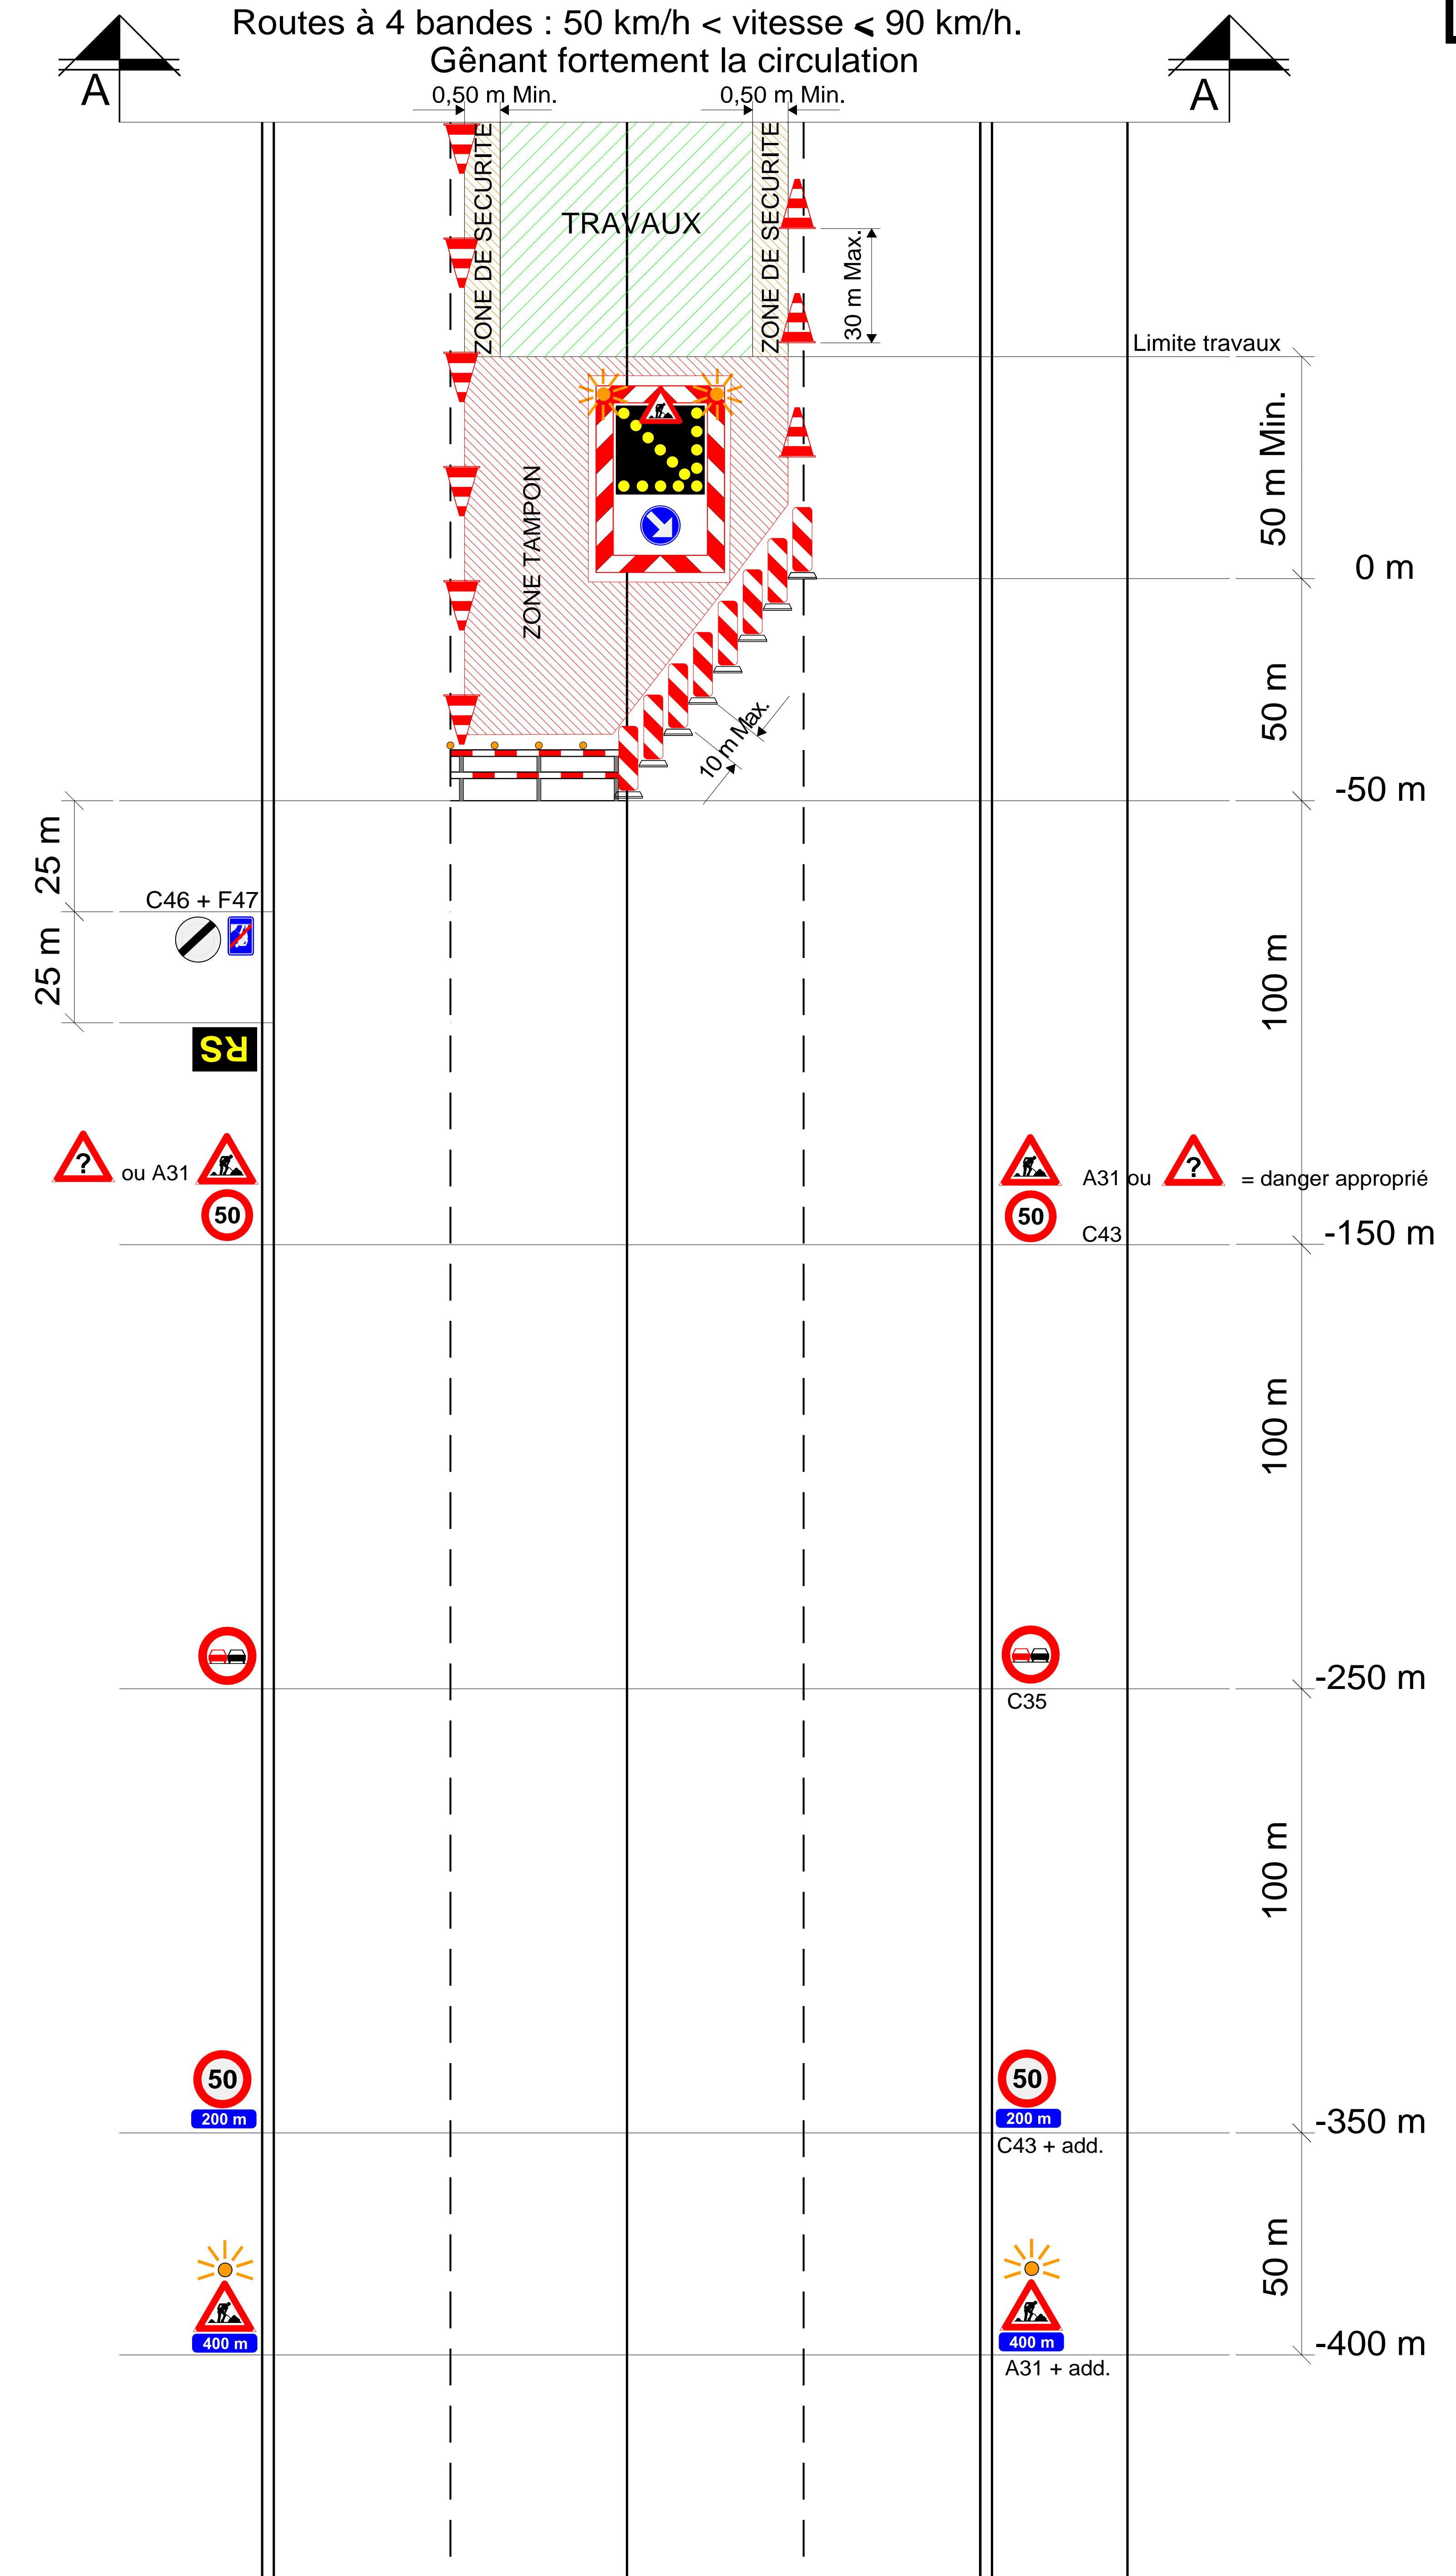 Routes à 4 bandes : 50 km/h < vitesse ⩽ 90 km/h.
Gênant fortement la circulation
A
A
0,50 m Min.
0,50 m Min.
ZONE DE SECURITE
TRAVAUX
ZONE DE SECURITE
30 m Max.
Limite travaux
50 m Min.
ZONE TAMPON
0 m
50 m
10 m Max.
-50 m
25 m
C46 + F47
25 m
100 m
RS
?
ou A31
A31 ou
?
= danger approprié
50
50
C43
-150 m
100 m
-250 m
C35
100 m
50
50
200 m
200 m
-350 m
C43 + add.
50 m
400 m
400 m
-400 m
A31 + add.